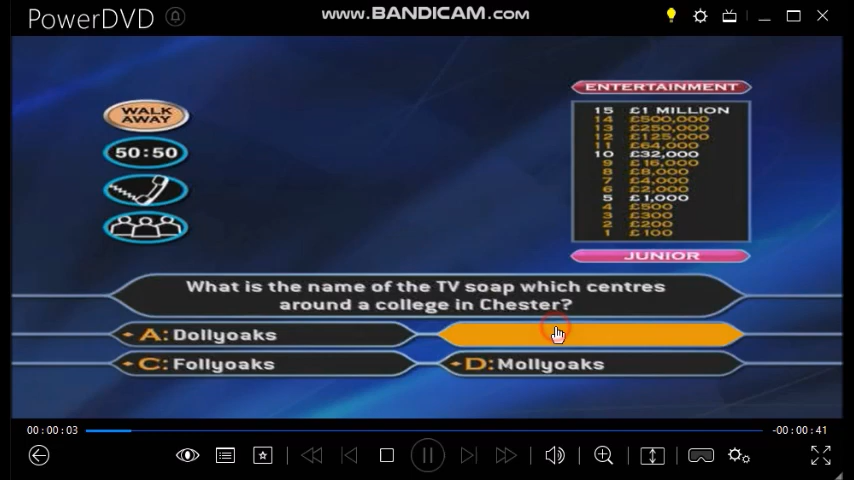 PowerDVD
www.BANDICAM.com
WALK
AWAY
50:50
ENTERTAINMENT
15 £1 MILLION
14 £500,000
13 £250,000
12 £125,000
11 £64,000
10 £32,000
9 £16,000
8 £8,000
7 £4,000
6 £2,000
5 £1,000
4 £500
3 £300
2 £200
1 £100
JUNIOR
What is the name of the TV soap which centres
around a college in Chester?
A: Dollyoaks
C: Follyoaks
D: Mollyoaks
00:00:03
-00:00:41